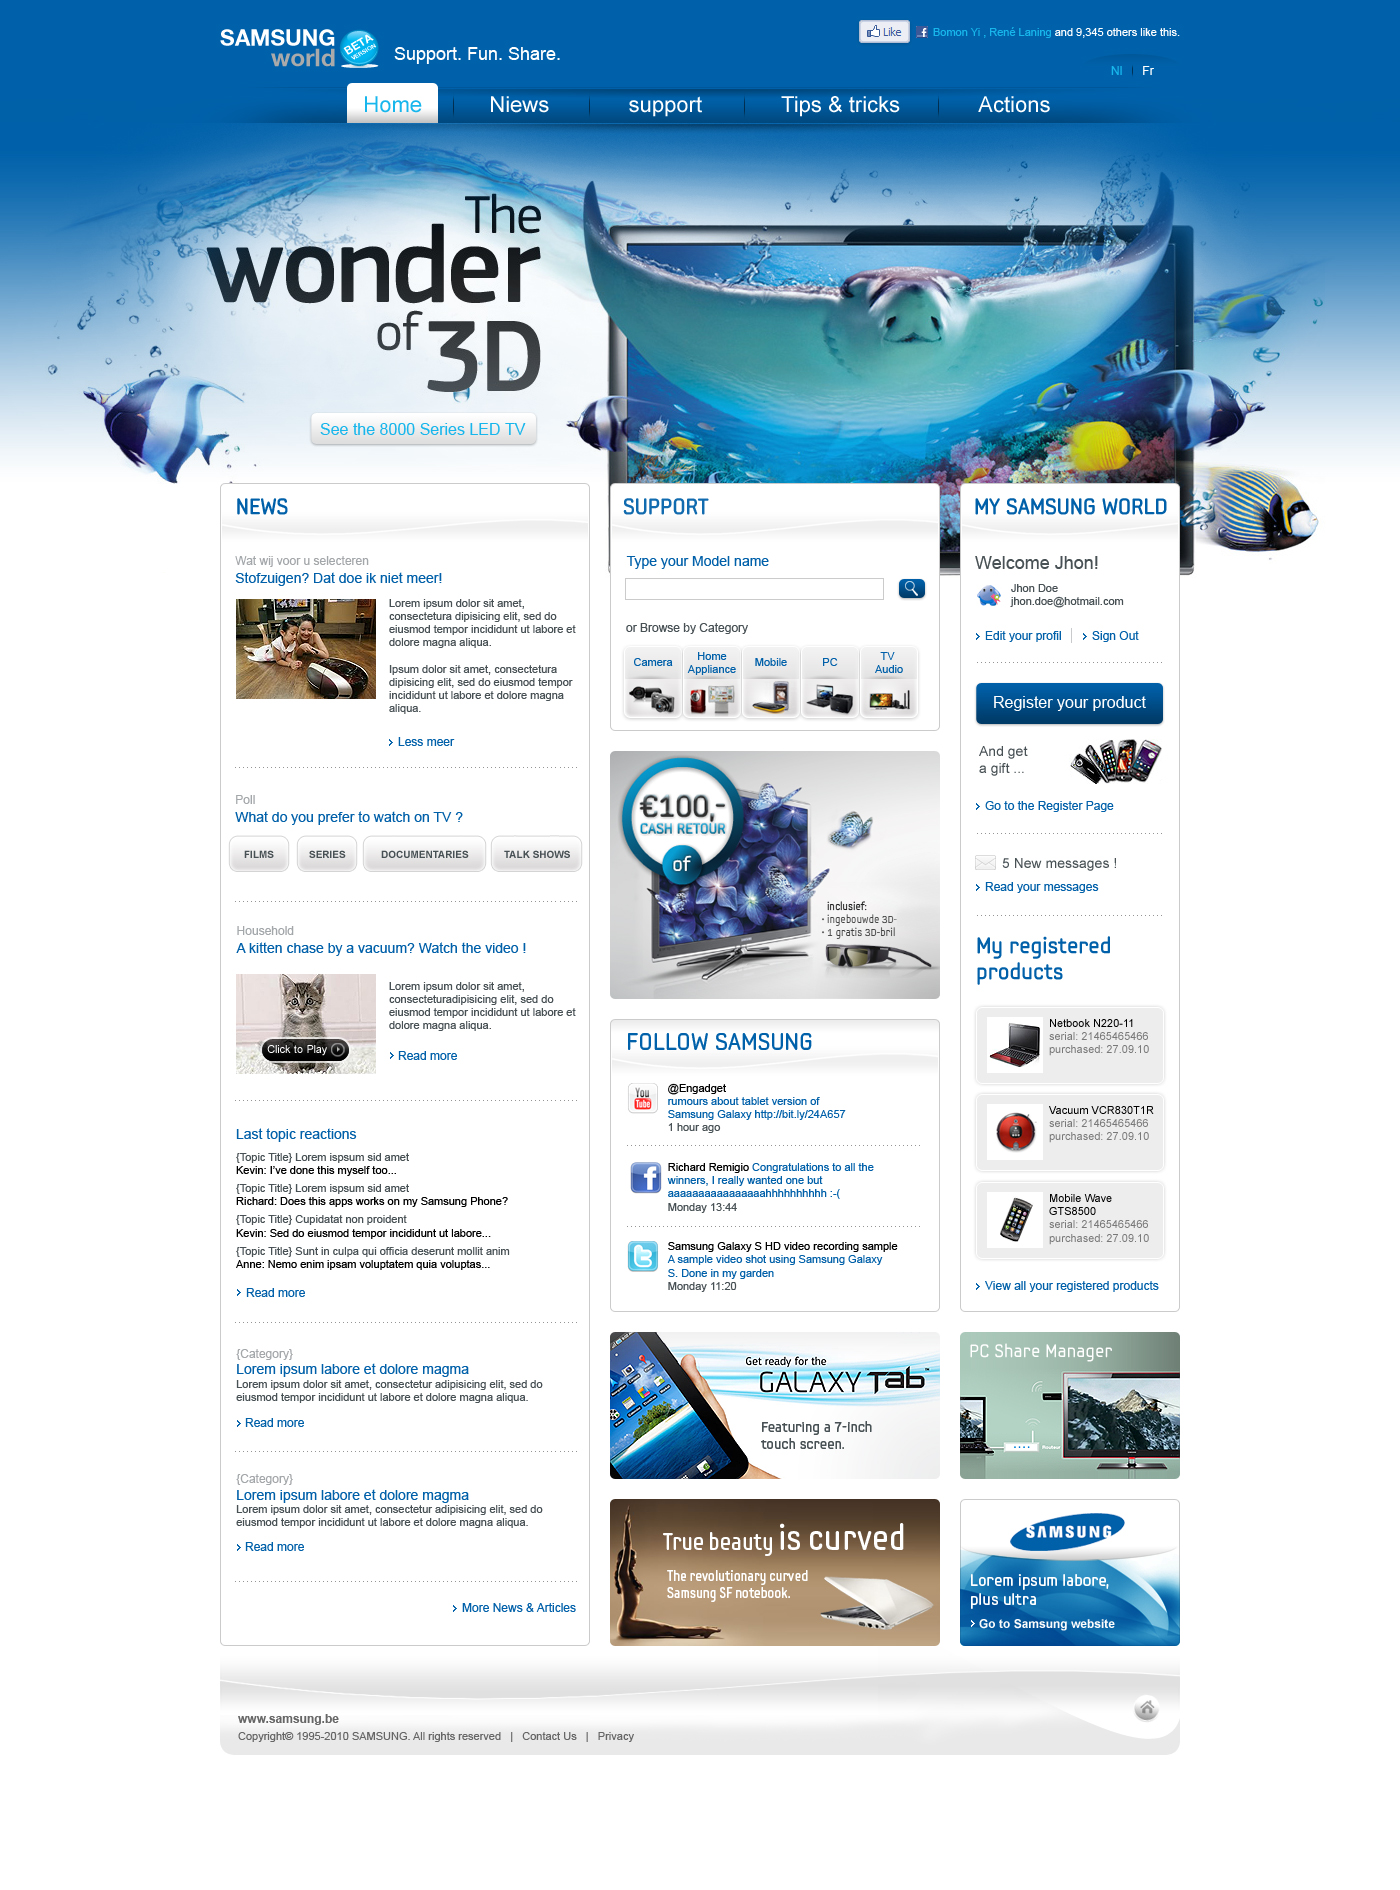 SAMSUNG
world
BETA
VERSION
Support. Fun. Share.
Like
Bomon Yi , René Laning and 9,345 others like this.
Nl | Fr
Home
Niews
support
Tips & tricks
Actions
The
wonder
of 3D
See the 8000 Series LED TV
NEWS
Wat wij voor u selecteren
Stofzuigen? Dat doe ik niet meer!
Lorem ipsum dolor sit amet,
consectetura dipisicing elit, sed do
eiusmod tempor incididunt ut labore et
dolore magna aliqua.
Ipsum dolor sit amet, consectetura
dipisicing elit, sed do eiusmod tempor
incididunt ut labore et dolore magna
aliqua.
Less meer
Poll
What do you prefer to watch on TV ?
FILMS
SERIES
DOCUMENTARIES
TALK SHOWS
Household
A kitten chase by a vacuum? Watch the video !
Click to Play
Lorem ipsum dolor sit amet,
consecteturadipisicing elit, sed do
eiusmod tempor incididunt ut labore et
dolore magna aliqua.
Read more
Last topic reactions
{Topic Title} Lorem ispsum sid amet
Kevin: I've done this myself too...
{Topic Title} Lorem ispsum sid amet
Richard: Does this apps works on my Samsung Phone?
{Topic Title} Cupidatat non proident
Kevin: Sed do eiusmod tempor incididunt ut labore...
{Topic Title} Sunt in culpa qui officia deserunt mollit anim
Anne: Nemo enim ipsam voluptatem quia voluptas...
Read more
{Category}
Lorem ipsum labore et dolore magma
Lorem ipsum dolor sit amet, consectetur adipisicing elit, sed do
eiusmod tempor incididunt ut labore et dolore magna aliqua.
Read more
{Category}
Lorem ipsum labore et dolore magma
Lorem ipsum dolor sit amet, consectetur adipisicing elit, sed do
eiusmod tempor incididunt ut labore et dolore magna aliqua.
Read more
More News & Articles
SUPPORT
Type your Model name
or Browse by Category
Camera
Home
Appliance
Mobile
PC
TV
Audio
€100,-
CASH RETOUR
of
inclusief:
· ingebouwde 3D-
· 1 gratis 3D-bril
FOLLOW SAMSUNG
You
Tube
@Engadget
rumours about tablet version of
Samsung Galaxy http://bit.ly/24A657
1 hour ago
Richard Remigio Congratulations to all the
winners, I really wanted one but
aaaaaaaaaaaaaaaahhhhhhhhhh :-(
Monday 13:44
Samsung Galaxy S HD video recording sample
A sample video shot using Samsung Galaxy
S. Done in my garden
Monday 11:20
Get ready for the
GALAXY Tab™
Featuring a 7-inch
touch screen.
True beauty is curved
The revolutionary curved
Samsung SF notebook.
MY SAMSUNG WORLD
Welcome Jhon!
Jhon Doe
jhon.doe@hotmail.com
Edit your profil
Sign Out
Register your product
And get
a gift ...
Go to the Register Page
5 New messages !
Read your messages
My registered
products
Netbook N220-11
serial: 21465465466
purchased: 27.09.10
Vacuum VCR830T1R
serial: 21465465466
purchased: 27.09.10
Mobile Wave
GTS8500
serial: 21465465466
purchased: 27.09.10
View all your registered products
PC Share Manager
Routeur
SAMSUNG
Lorem ipsum labore,
plus ultra
Go to Samsung website
www.samsung.be
Copyright© 1995-2010 SAMSUNG. All rights reserved | Contact Us | Privacy